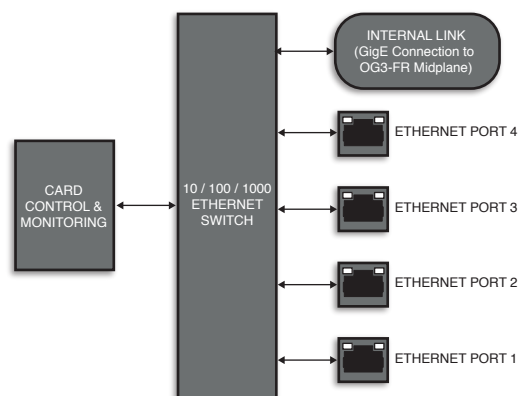 INTERNAL LINK
(GigE Connection to
OG3-FR Midplane)
ETHERNET PORT 4
CARD
CONTROL &
MONITORING
10 / 100 / 1000
ETHERNET
SWITCH
ETHERNET PORT 3
ETHERNET PORT 2
ETHERNET PORT 1